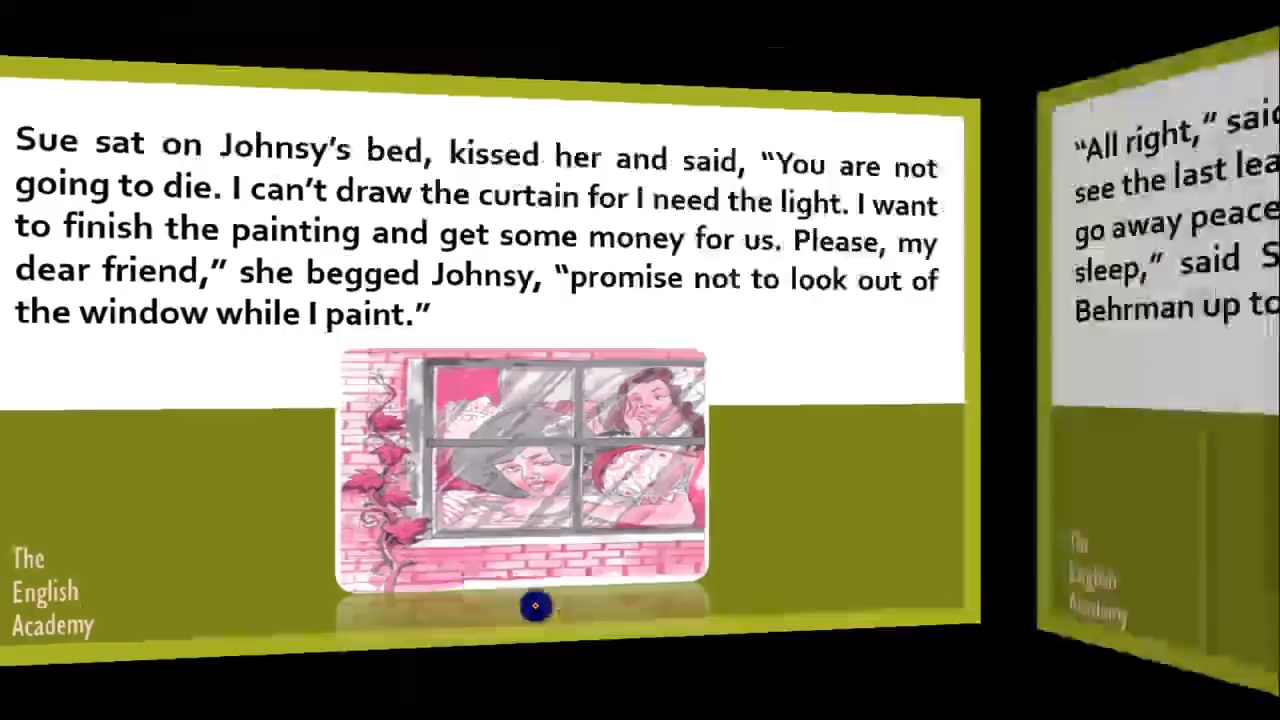 Sue sat on Johnsy’s bed, kissed her and said, “You are not
going to die. I can’t draw the curtain for I need the light. I want
to finish the painting and get some money for us. Please, my
dear friend,” she begged Johnsy, “promise not to look out of
the window while I paint.”
The
English
Academy
“All right,” said
see the last
go away
sleep,” said
Behrman up to
The
English
Academy